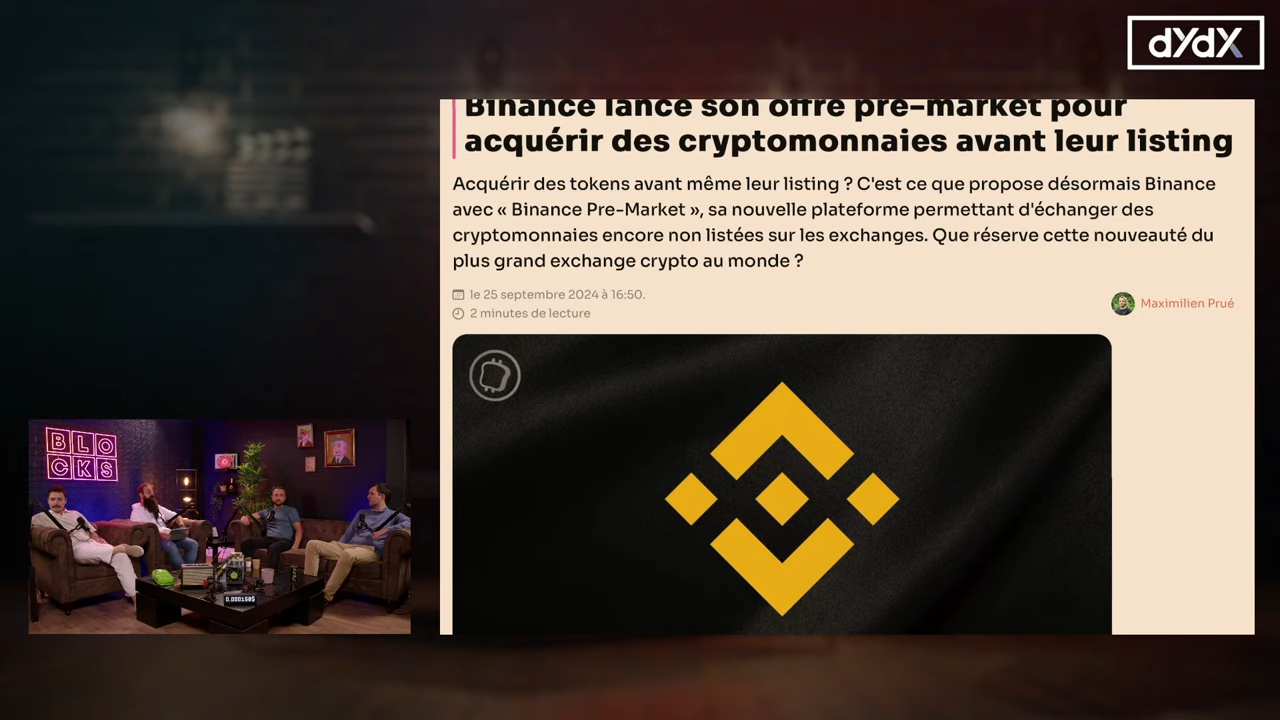 dYdX
Binance lance son offre pre-market pour
acquérir des cryptomonnaies avant leur listing
Acquérir des tokens avant même leur listing ? C'est ce que propose désormais Binance
avec « Binance Pre-Market », sa nouvelle plateforme permettant d'échanger des
cryptomonnaies encore non listées sur les exchanges. Que réserve cette nouveauté du
plus grand exchange crypto au monde ?
le 25 septembre 2024 à 16:50.
2 minutes de lecture
Maximilien Prué
BLO
CKS